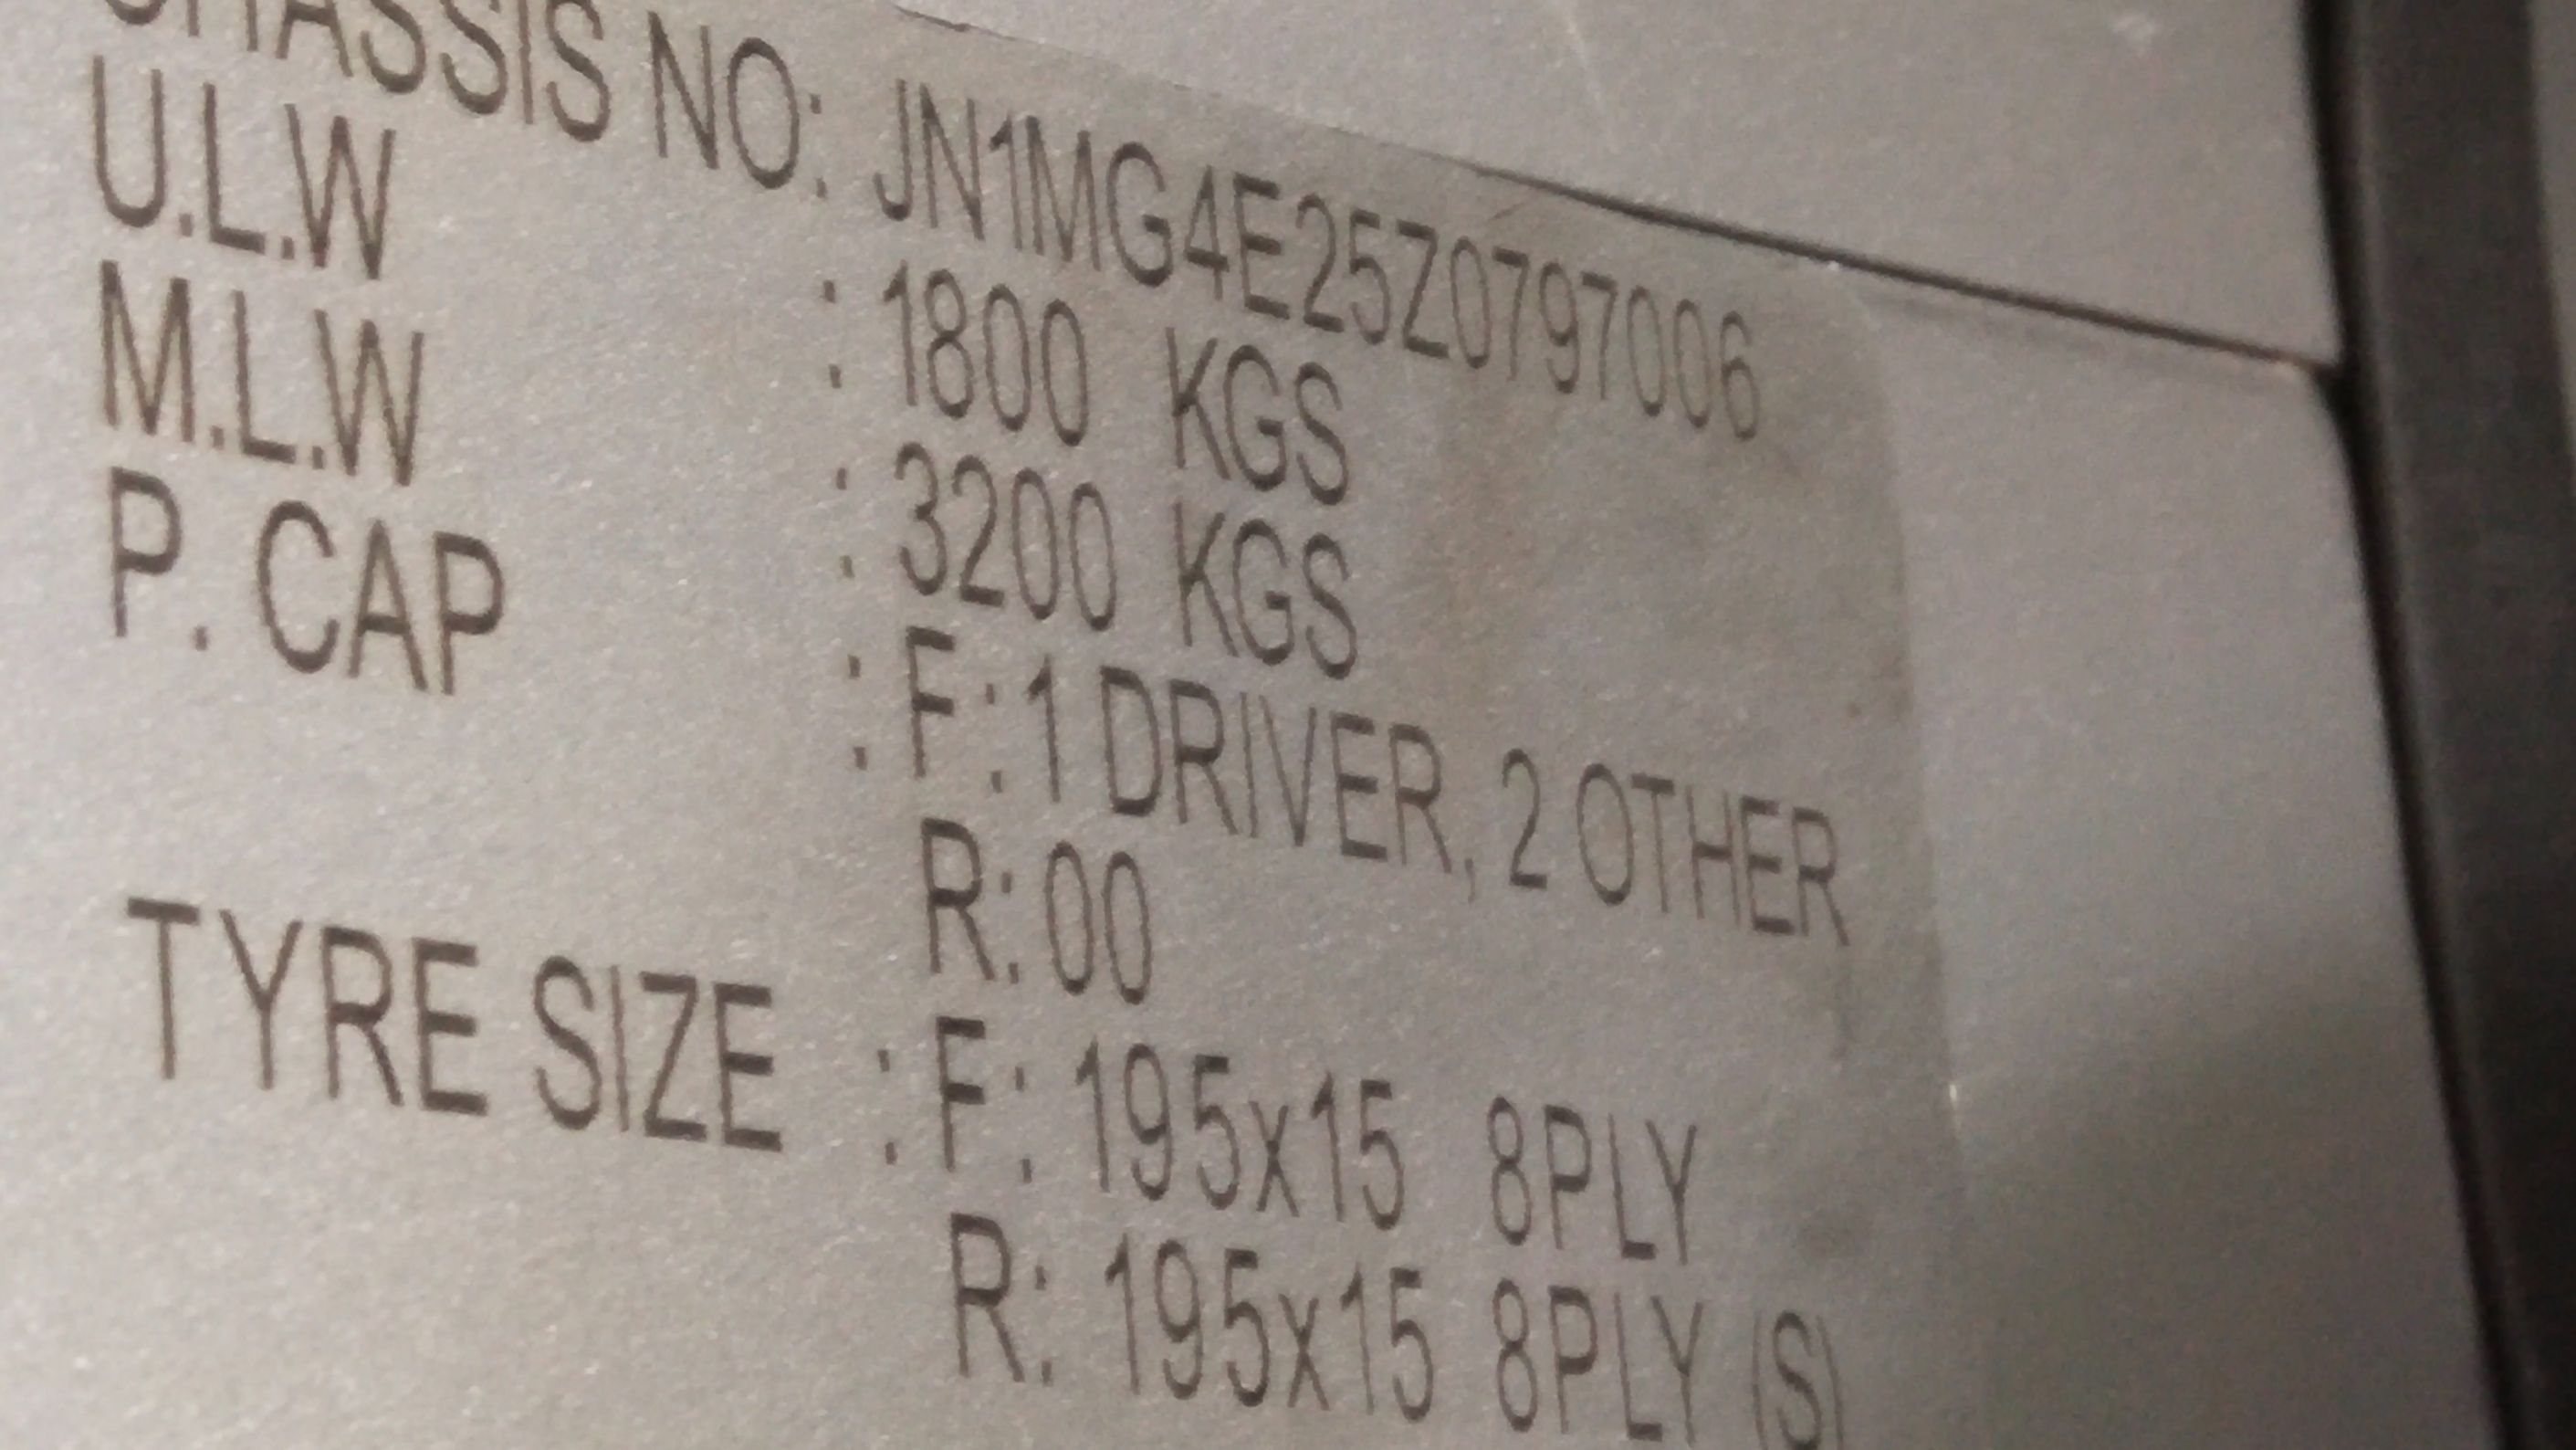 CHASSIS NO: JN1MG4E25Z0797006
U.L.W : 1800 KGS
M.L.W : 3200 KGS
P. CAP : F:1 DRIVER, 2 OTHER
R:00
TYRE SIZE : F: 195x15 8PLY
R: 195x15 8PLY (S)